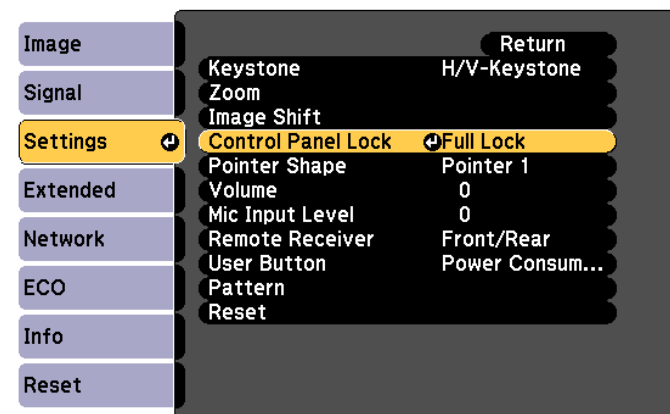 Image
Signal
Settings
Extended
Network
ECO
Info
Reset
Return
Keystone H/V-Keystone
Zoom
Image Shift
Control Panel Lock Full Lock
Pointer Shape Pointer 1
Volume 0
Mic Input Level 0
Remote Receiver Front/Rear
User Button Power Consum...
Pattern
Reset